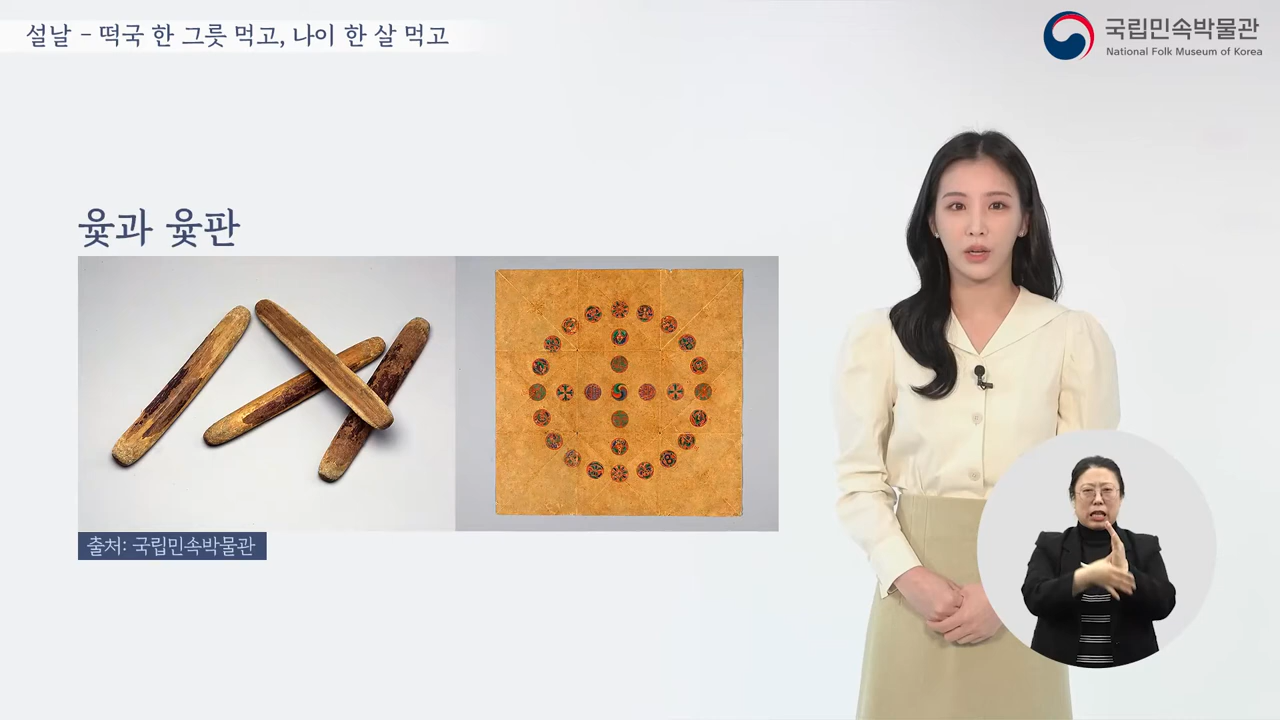 설날 - 떡국 한 그릇 먹고, 나이 한 살 먹고
국립민속박물관
National Folk Museum of Korea
윷과 윷판
출처: 국립민속박물관